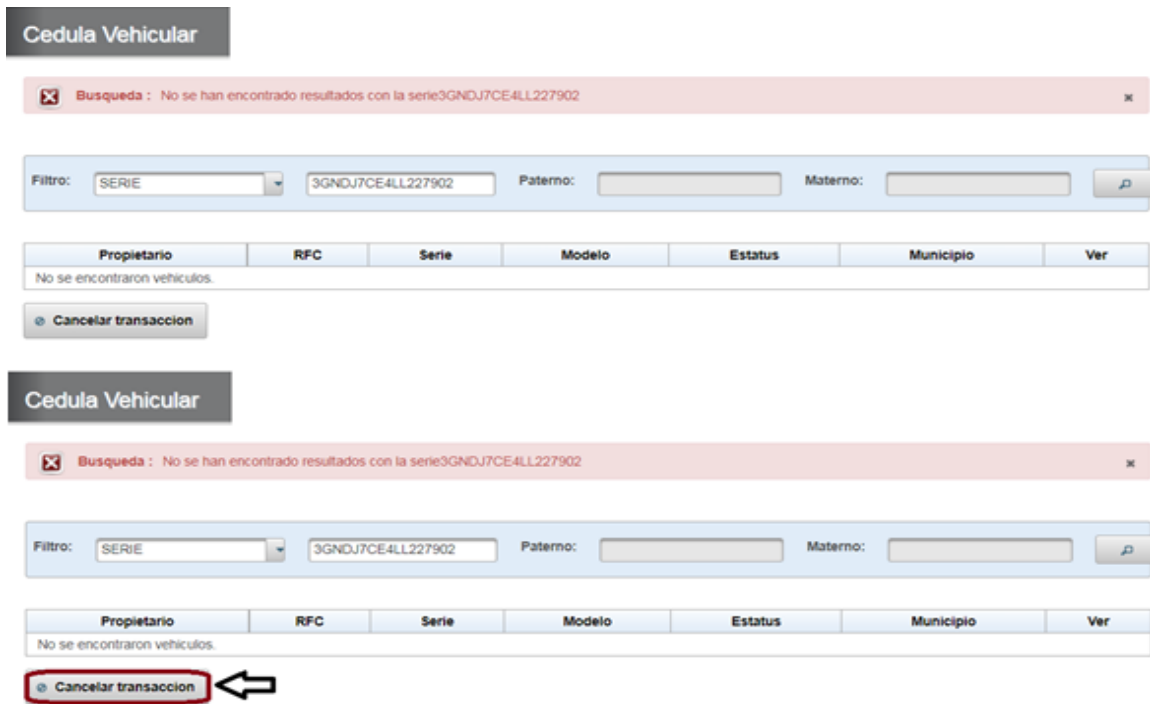 Cedula Vehicular
Busqueda : No se han encontrado resultados con la serie3GNDJ7CE4LL227902
Filtro: SERIE 3GNDJ7CE4LL227902 Paterno: Materno:
Propietario RFC Serie Modelo Estatus Municipio Ver
No se encontraron vehiculos.
Cancelar transaccion
Cedula Vehicular
Busqueda : No se han encontrado resultados con la serie3GNDJ7CE4LL227902
Filtro: SERIE 3GNDJ7CE4LL227902 Paterno: Materno:
Propietario RFC Serie Modelo Estatus Municipio Ver
No se encontraron vehiculos.
Cancelar transaccion